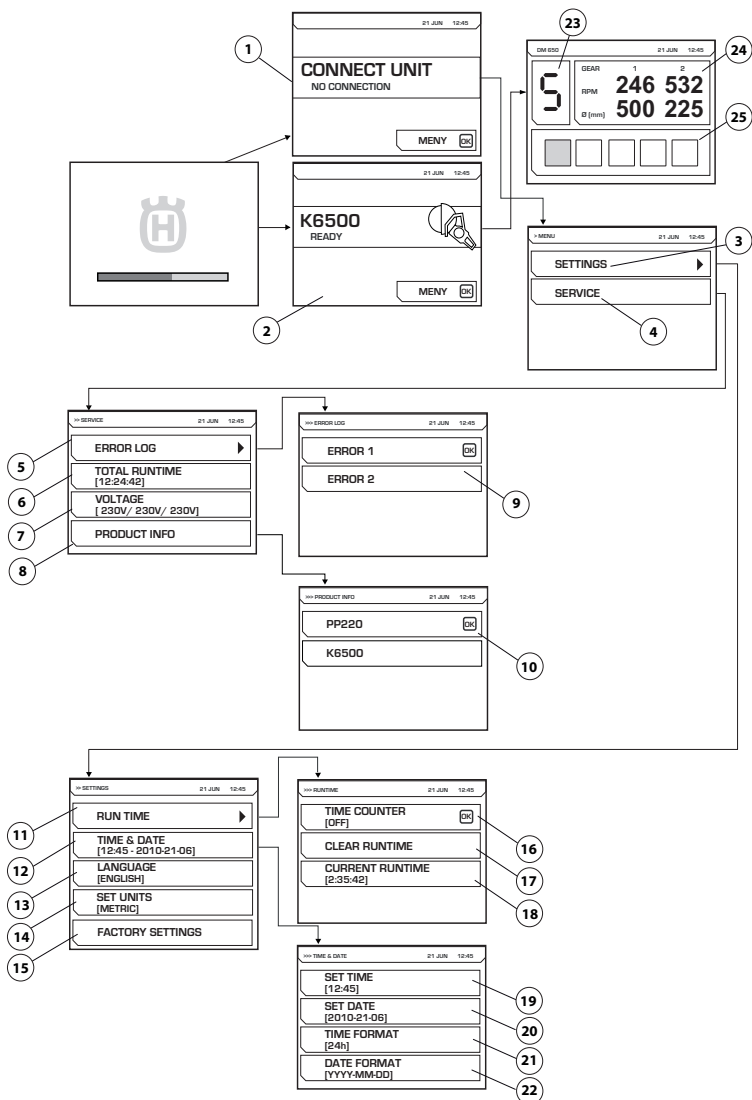 1
21 JUN 12:45
CONNECT UNIT
NO CONNECTION
MENY OK
H
21 JUN 12:45
K6500
READY
MENY OK
2
23
24
25
DM 650 21 JUN 12:45
5
GEAR 1 2
RPM 246 532
Ø [mm] 500 225
> MENU 21 JUN 12:45
SETTINGS
SERVICE
3
4
>> SERVICE 21 JUN 12:45
ERROR LOG
TOTAL RUNTIME
[12:24:42]
VOLTAGE
[ 230V/ 230V/ 230V]
PRODUCT INFO
5
6
7
8
>>> ERROR LOG 21 JUN 12:45
ERROR 1 OK
ERROR 2
9
>>> PRODUCT INFO 21 JUN 12:45
PP220 OK
K6500
10
>> SETTINGS 21 JUN 12:45
RUN TIME
TIME & DATE
[12:45 - 2010-21-06]
LANGUAGE
[ENGLISH]
SET UNITS
[METRIC]
FACTORY SETTINGS
11
12
13
14
15
>>> RUNTIME 21 JUN 12:45
TIME COUNTER
[OFF] OK
CLEAR RUNTIME
CURRENT RUNTIME
[2:35:42]
16
17
18
>>> TIME & DATE 21 JUN 12:45
SET TIME
[12:45]
SET DATE
[2010-21-06]
TIME FORMAT
[24h]
DATE FORMAT
[YYYY-MM-DD]
19
20
21
22